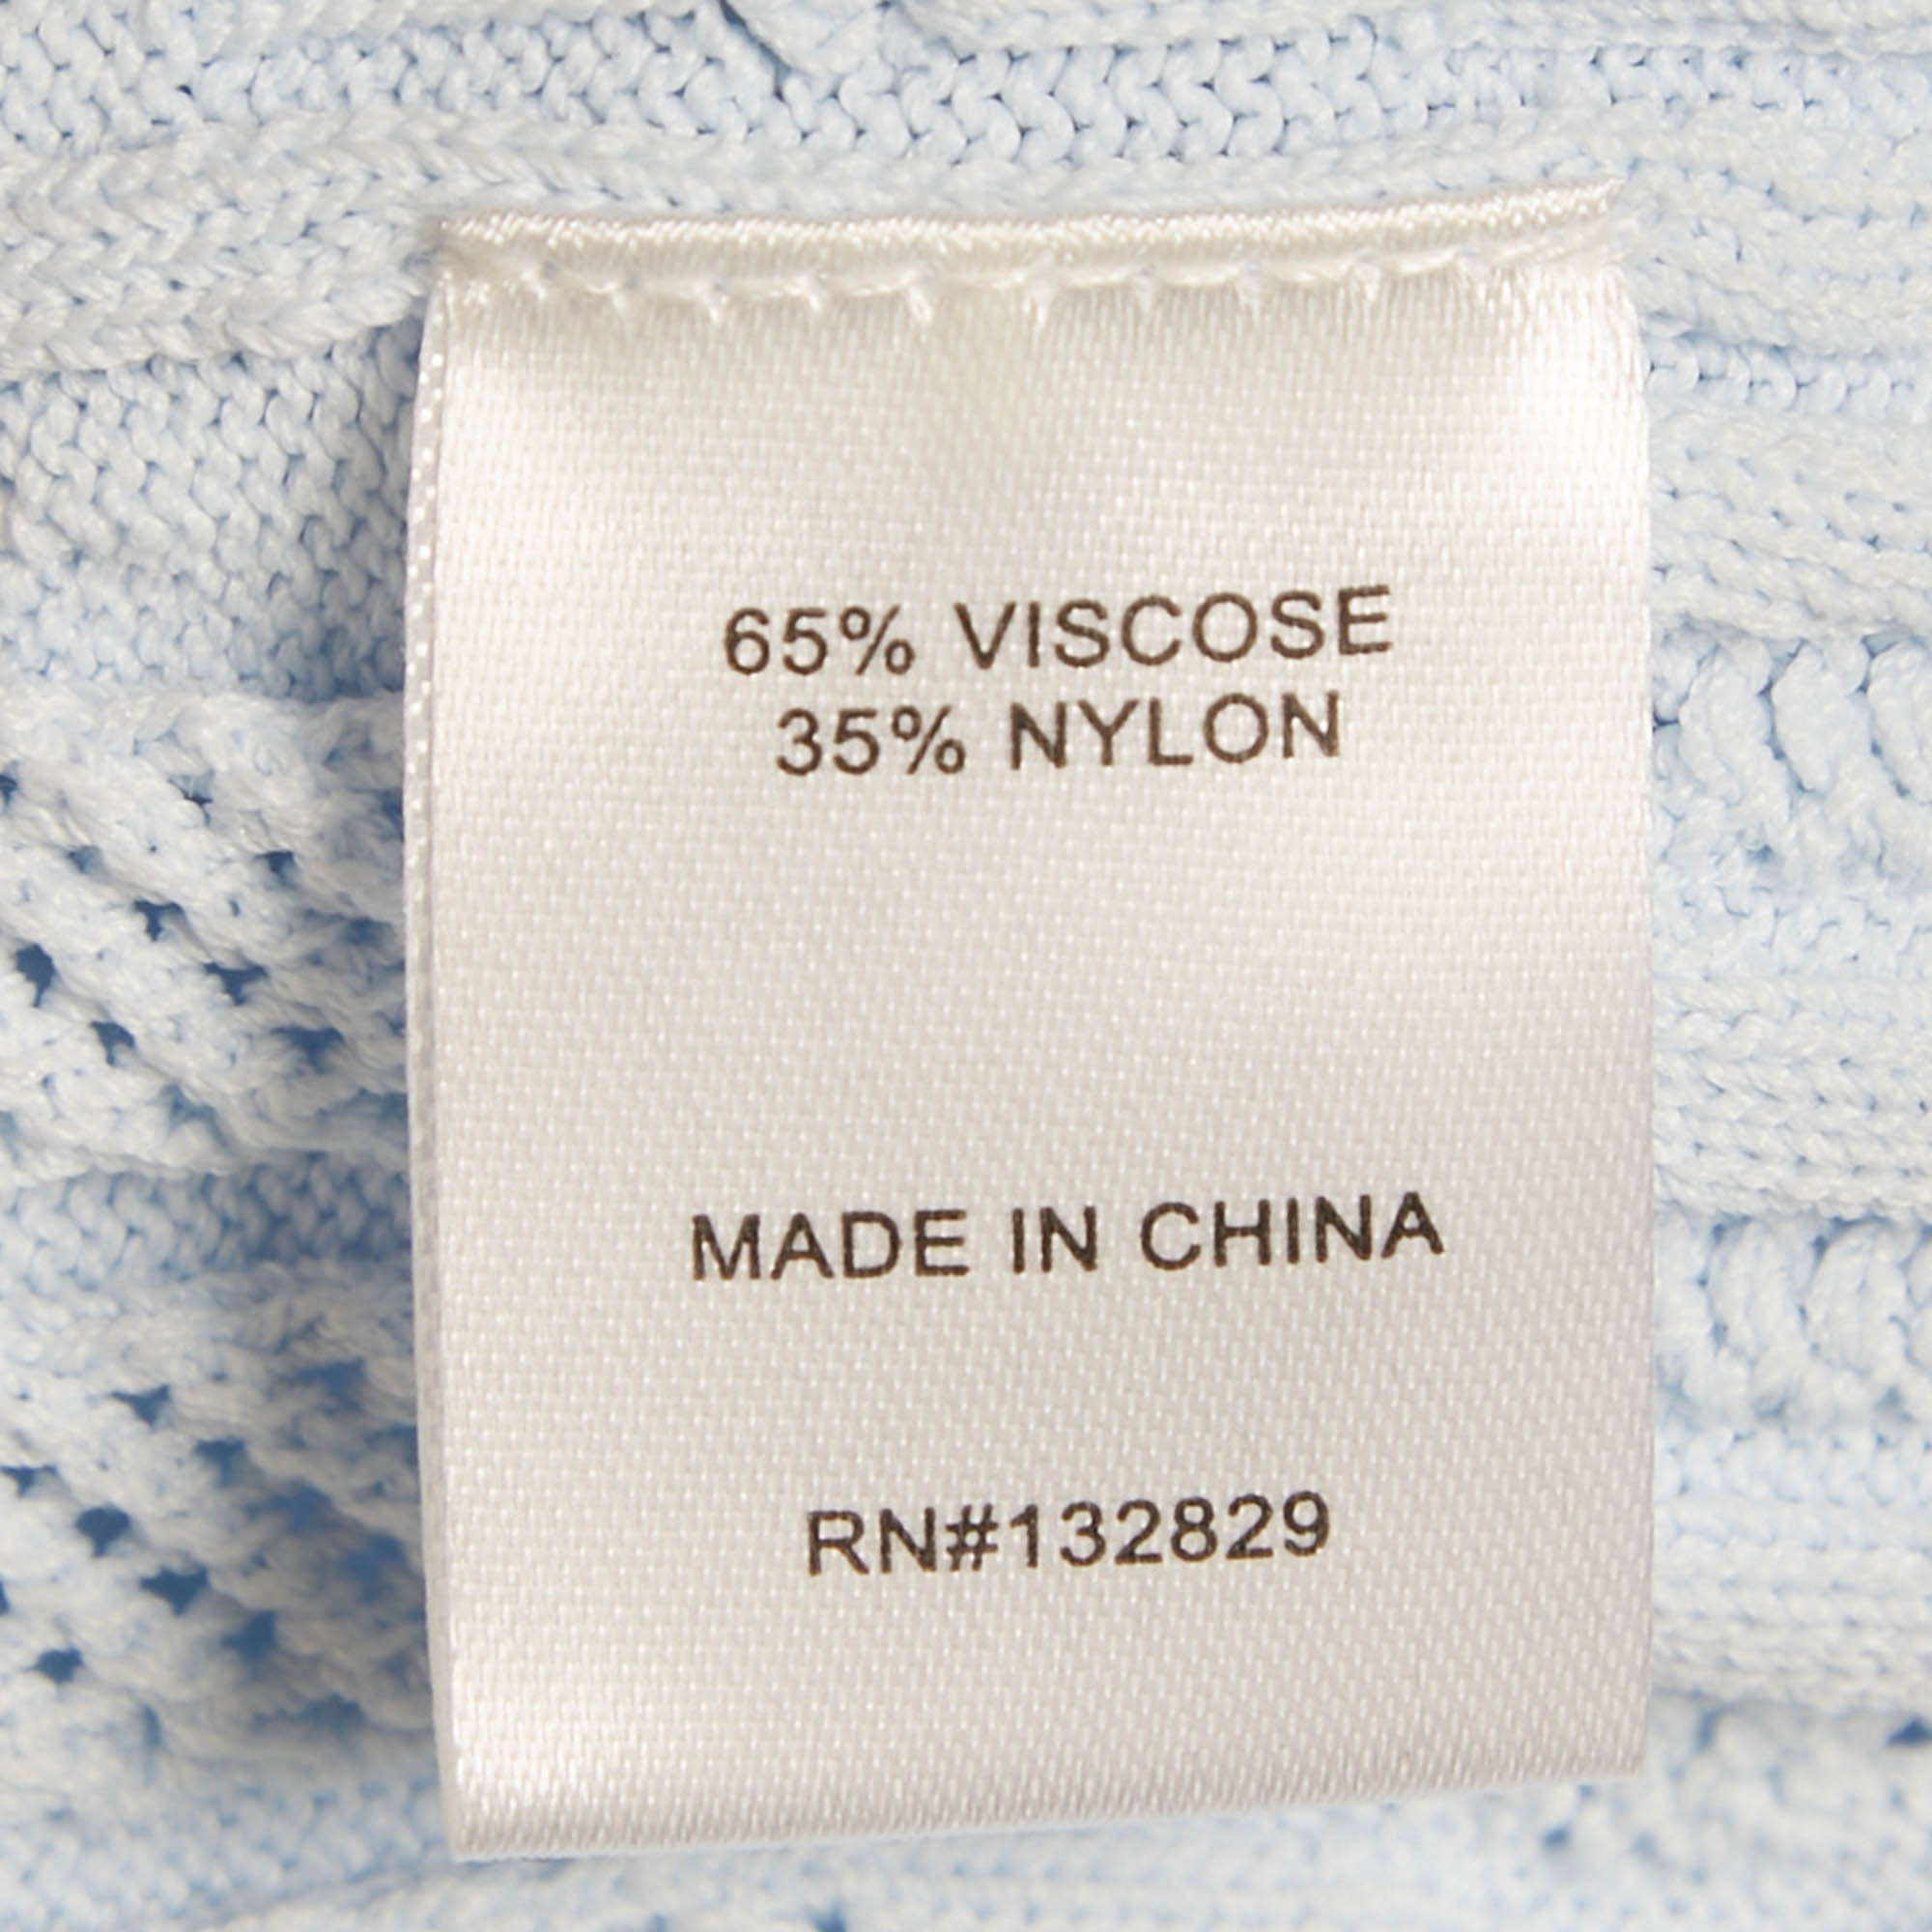 65% VISCOSE
35% NYLON
MADE IN CHINA
RN#132829